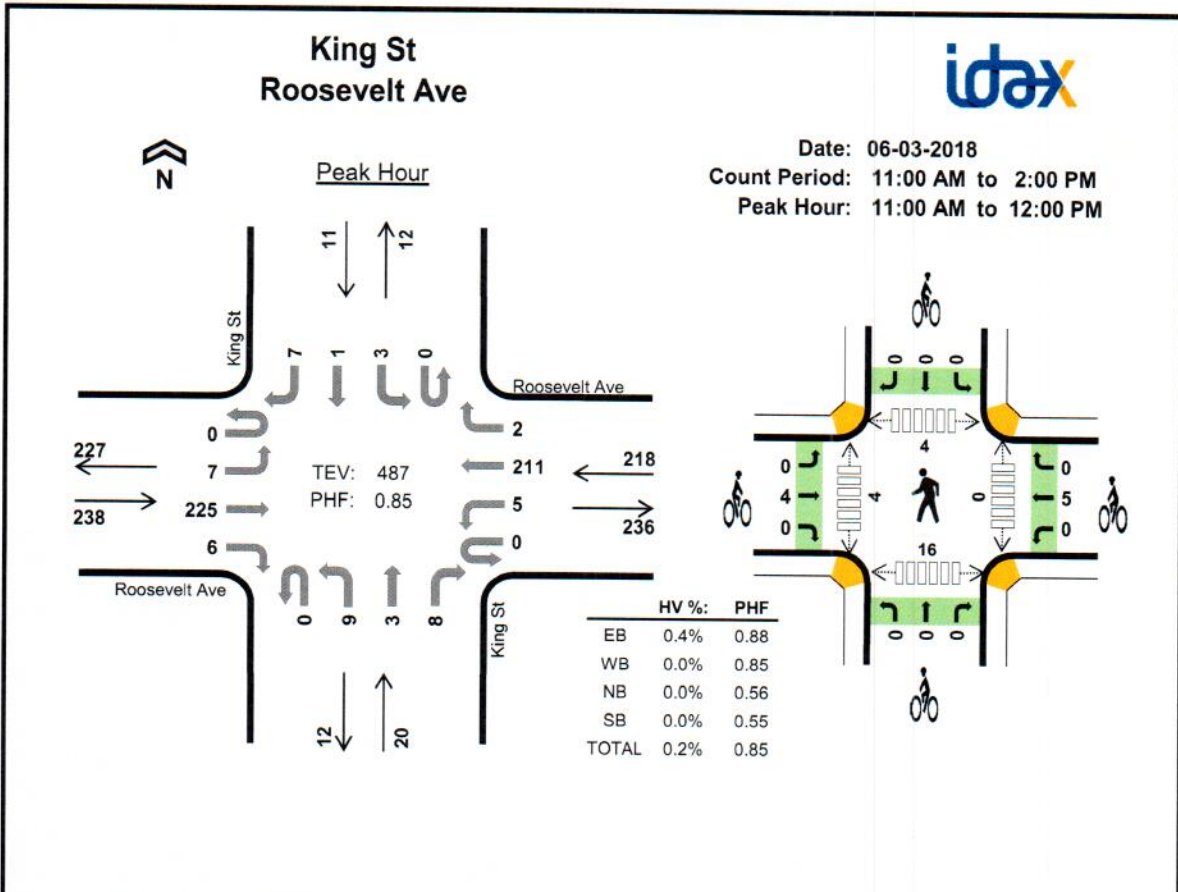 King St
Roosevelt Ave
idax
N
Peak Hour
Date: 06-03-2018
Count Period: 11:00 AM to 2:00 PM
Peak Hour: 11:00 AM to 12:00 PM
11
12
King St
7
1
3
0
Roosevelt Ave
0
7
225
6
227
238
TEV: 487
PHF: 0.85
2
211
5
0
218
236
Roosevelt Ave
0
9
3
8
King St
12
20
HV %: PHF
EB 0.4% 0.88
WB 0.0% 0.85
NB 0.0% 0.56
SB 0.0% 0.55
TOTAL 0.2% 0.85
0
0
0
4
0
4
0
4
0
0
5
0
16
0
0
0